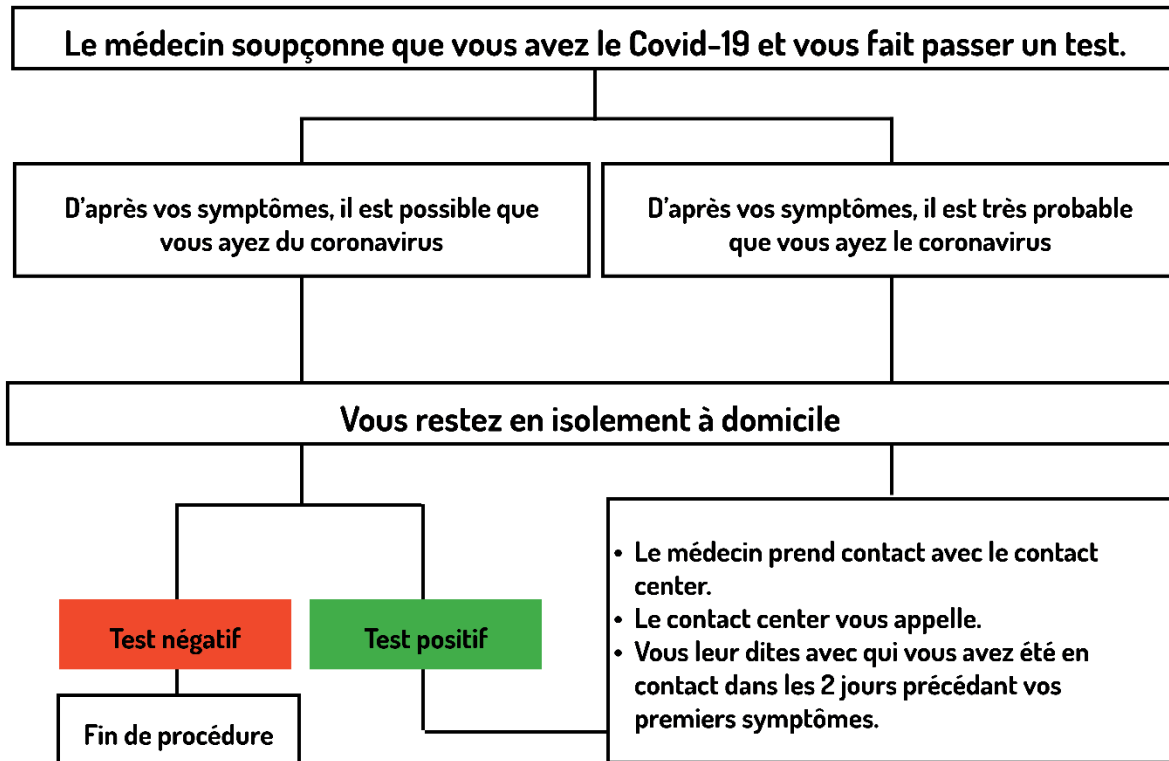 Le médecin soupçonne que vous avez le Covid-19 et vous fait passer un test.
D'après vos symptômes, il est possible que
vous ayez du coronavirus
D'après vos symptômes, il est très probable
que vous ayez le coronavirus
Vous restez en isolement à domicile
Test négatif
Test positif
Fin de procédure
• Le médecin prend contact avec le contact
center.
• Le contact center vous appelle.
• Vous leur dites avec qui vous avez été en
contact dans les 2 jours précédant vos
premiers symptômes.